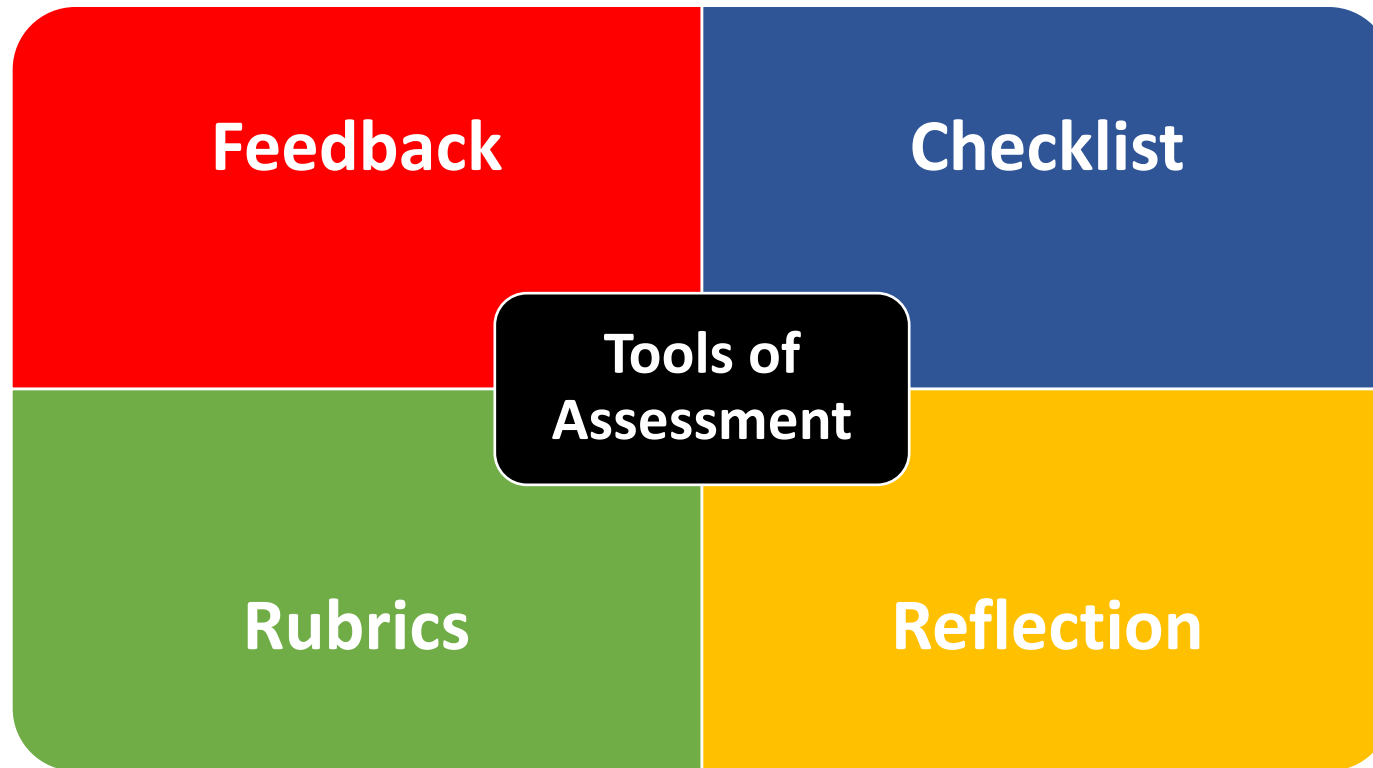 Feedback
Checklist
Tools of
Assessment
Rubrics
Reflection